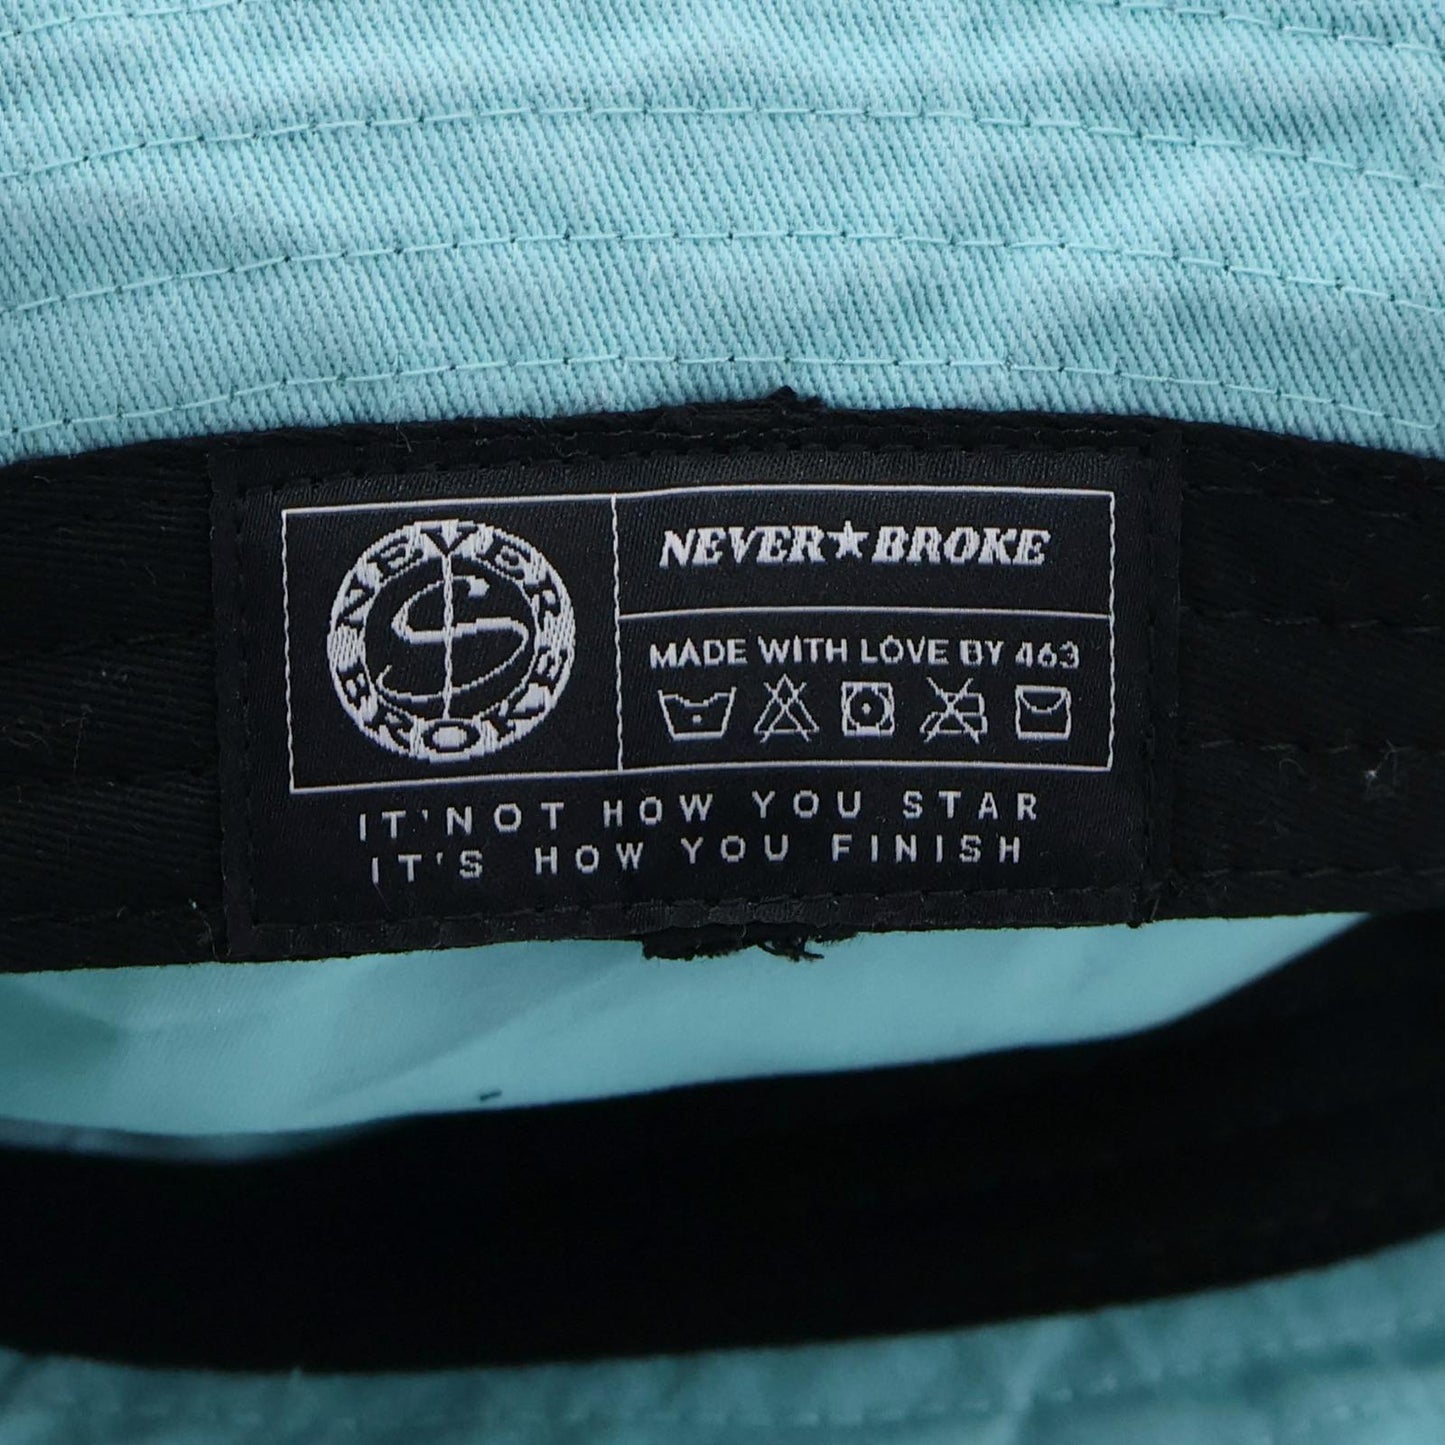 NEVER BROKE
NEVER★BROKE
MADE WITH LOVE BY 463
IT'NOT HOW YOU STAR
IT'S HOW YOU FINISH